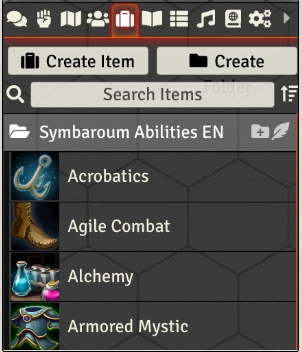 Create Item
Create
Folder
Search Items
Symbaroum Abilities EN
Acrobatics
Agile Combat
Alchemy
Armored Mystic